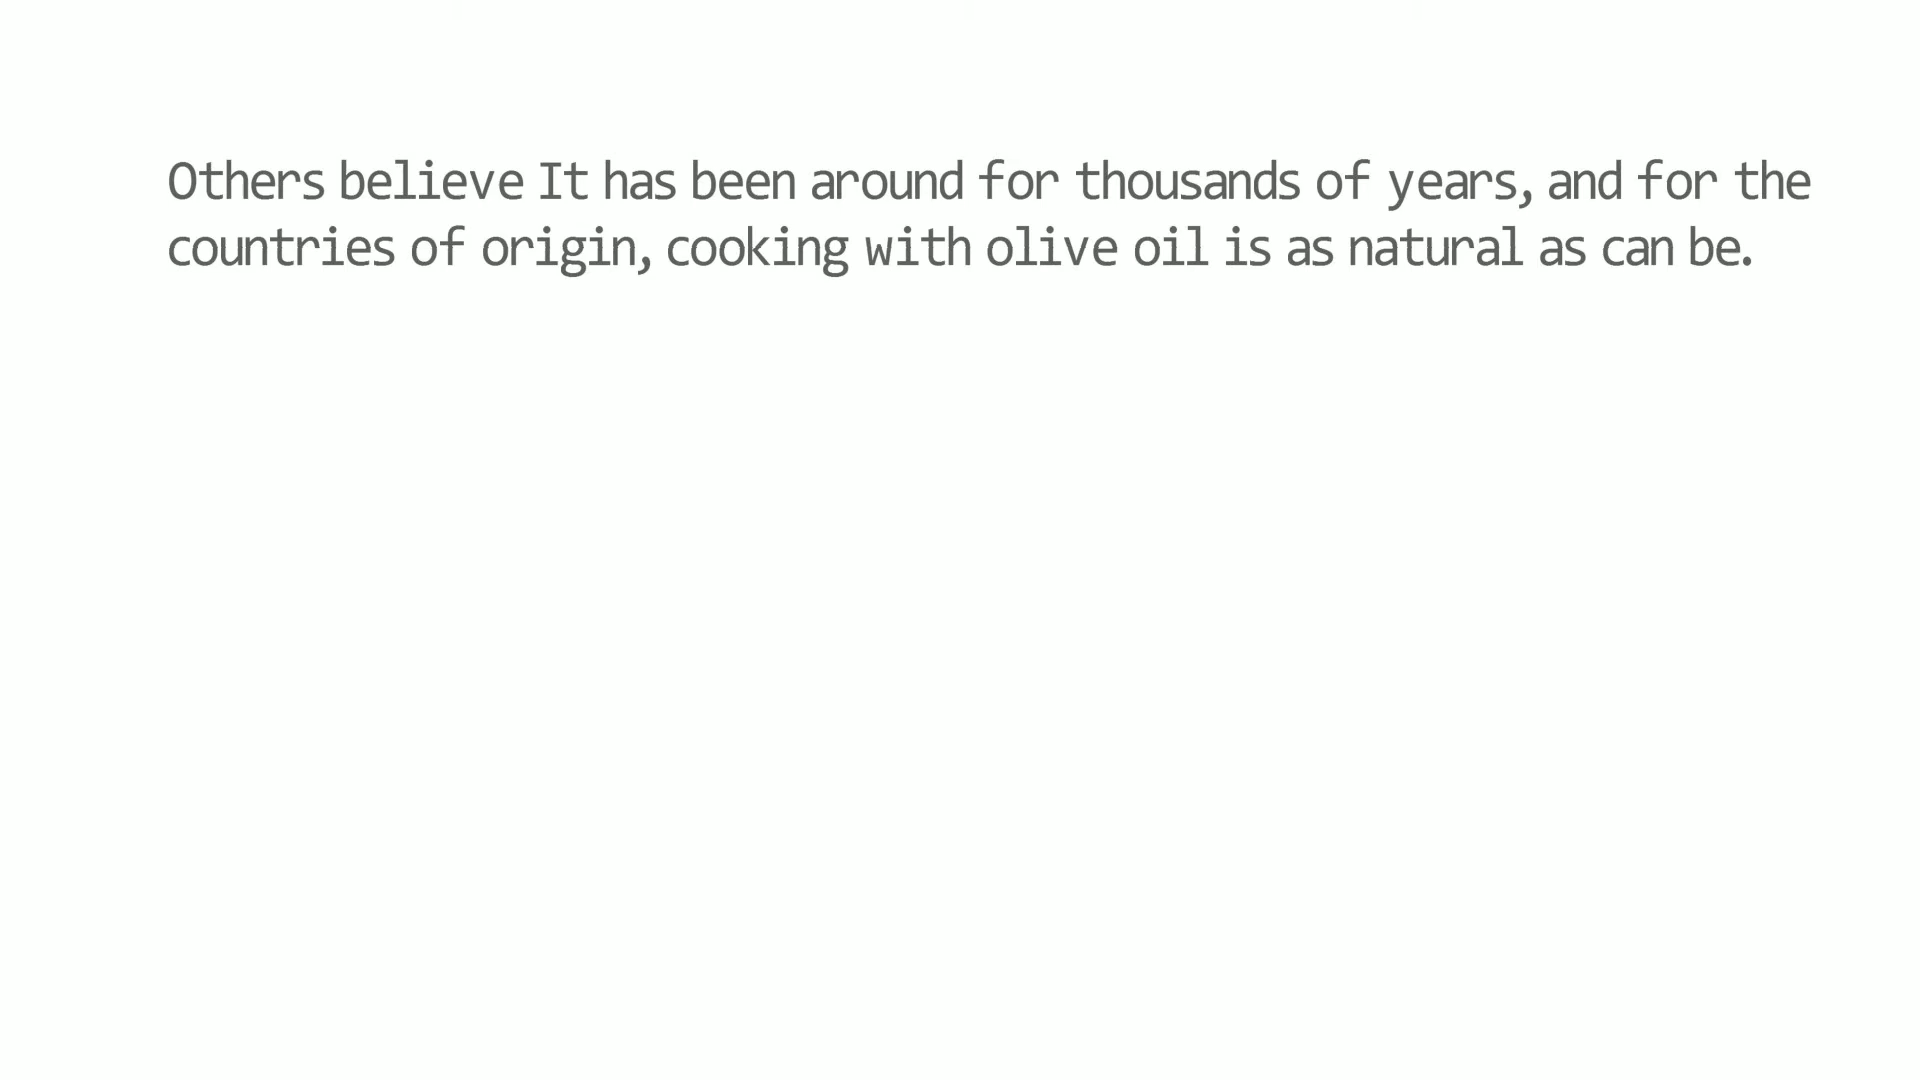 Others believe It has been around for thousands of years, and for the
countries of origin, cooking with olive oil is as natural as can be.